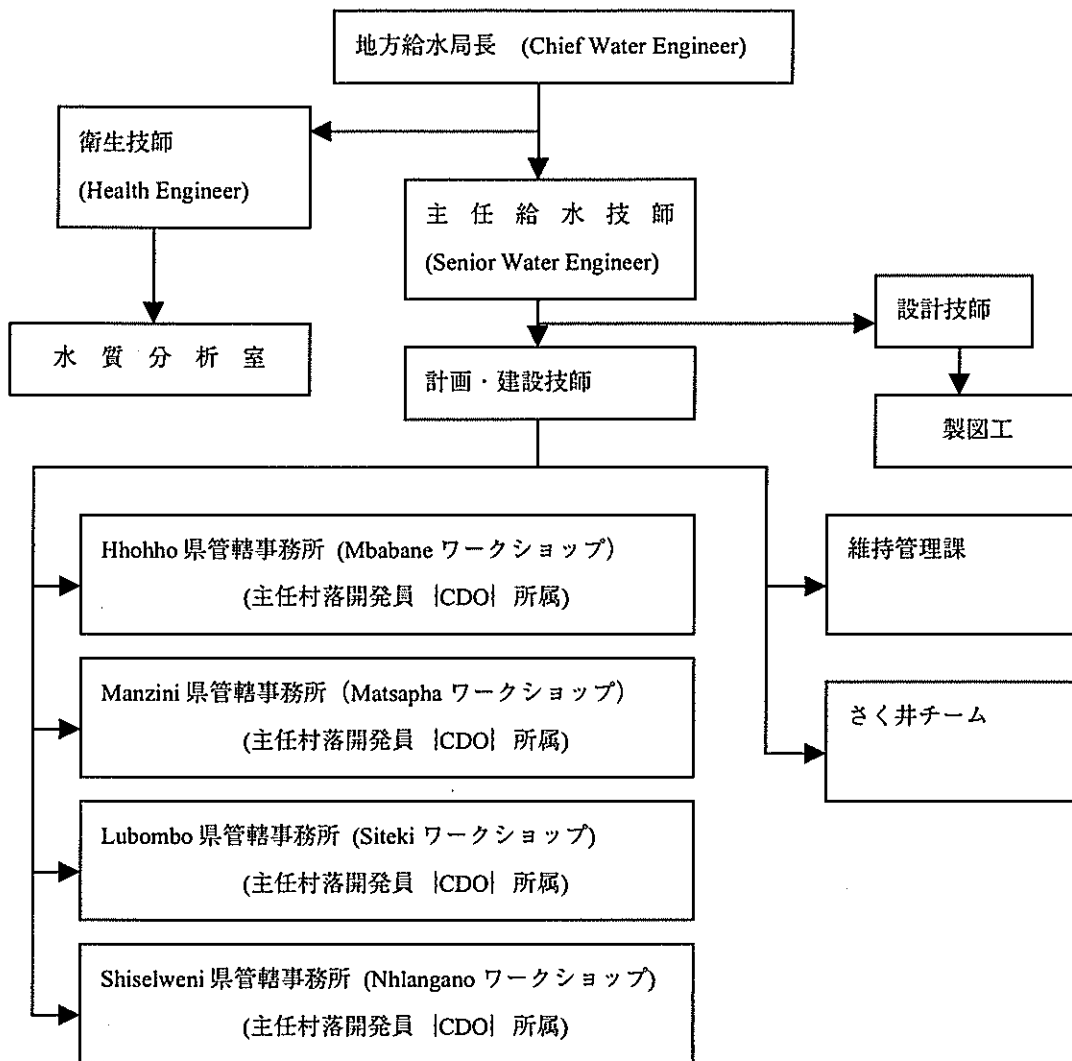 地方給水局長 (Chief Water Engineer)
衛生技師
(Health Engineer)
主 任 給 水 技 師
(Senior Water Engineer)
設計技師
水 質 分 析 室
計画・建設技師
製図工
Hhohho 県管轄事務所 (Mbabane ワークショップ)
(主任村落開発員 |CDO| 所属)
維持管理課
Manzini 県管轄事務所 (Matsapha ワークショップ)
(主任村落開発員 |CDO| 所属)
さく井チーム
Lubombo 県管轄事務所 (Siteki ワークショップ)
(主任村落開発員 |CDO| 所属)
Shiselweni 県管轄事務所 (Nhlangano ワークショップ)
(主任村落開発員 |CDO| 所属)